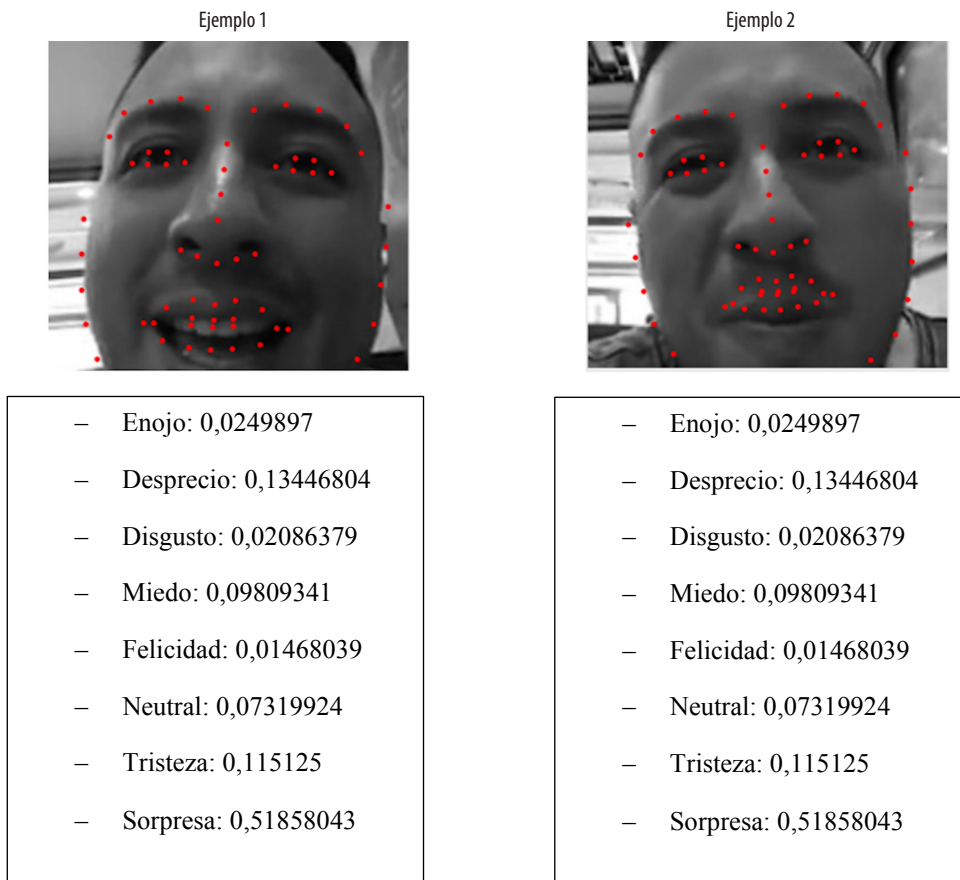 Ejemplo 1
– Enojo: 0,0249897
– Desprecio: 0,13446804
– Disgusto: 0,02086379
– Miedo: 0,09809341
– Felicidad: 0,01468039
– Neutral: 0,07319924
– Tristeza: 0,115125
– Sorpresa: 0,51858043
Ejemplo 2
– Enojo: 0,0249897
– Desprecio: 0,13446804
– Disgusto: 0,02086379
– Miedo: 0,09809341
– Felicidad: 0,01468039
– Neutral: 0,07319924
– Tristeza: 0,115125
– Sorpresa: 0,51858043